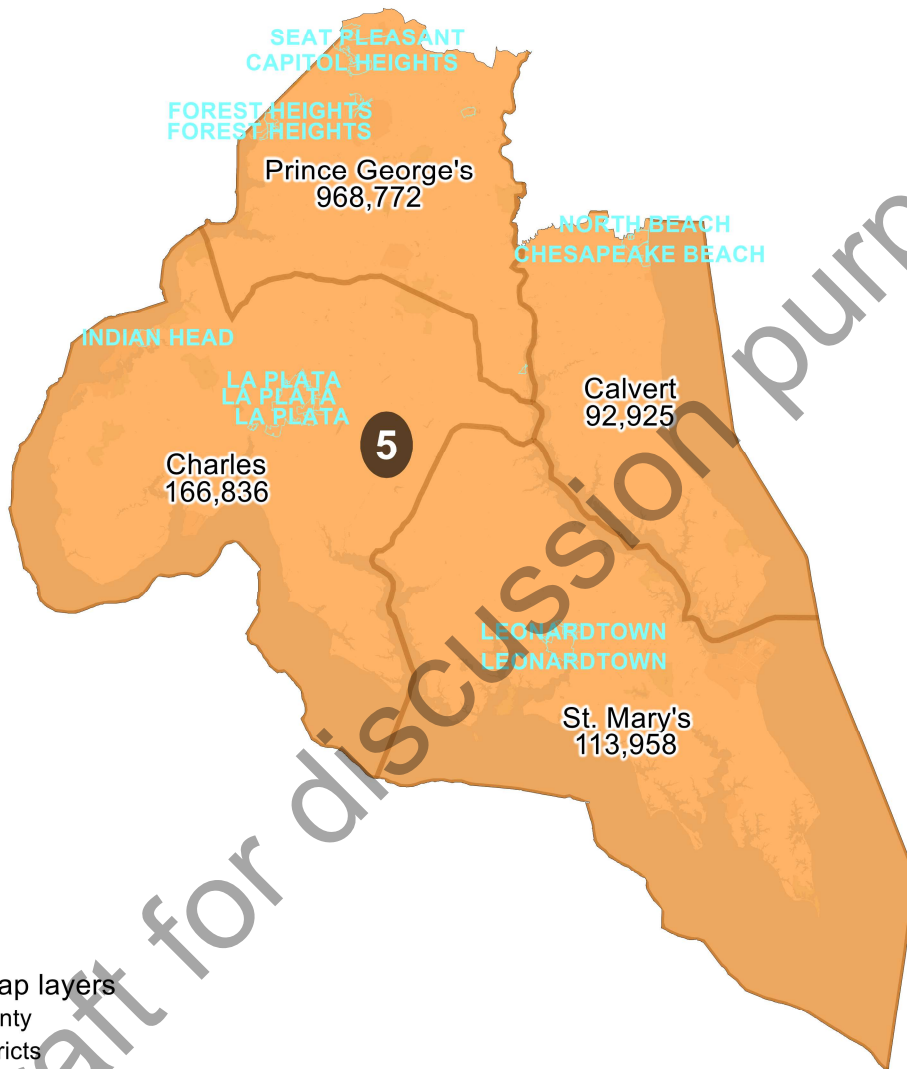 SEAT PLEASANT
CAPITOL HEIGHTS
FOREST HEIGHTS
FOREST HEIGHTS
Prince George's
968,772
NORTH BEACH
CHESAPEAKE BEACH
INDIAN HEAD
LA PLATA
LA PLATA
LA PLATA
5
Calvert
92,925
Charles
166,836
LEONARDTOWN
LEONARDTOWN
St. Mary's
113,958
raft for discussion purp
ap layers
nty
ricts